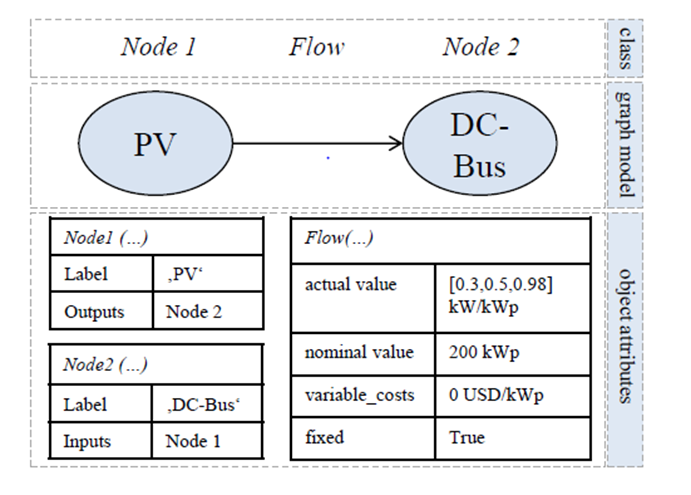 Node 1 Flow Node 2
class
PV
DC-
Bus
graph model
Node1 (...)
Label ‚PV‘
Outputs Node 2
Node2 (...)
Label ‚DC-Bus‘
Inputs Node 1
Flow(...)
actual value [0.3,0.5,0.98]
kW/kWp
nominal value 200 kWp
variable_costs 0 USD/kWp
fixed True
object attributes